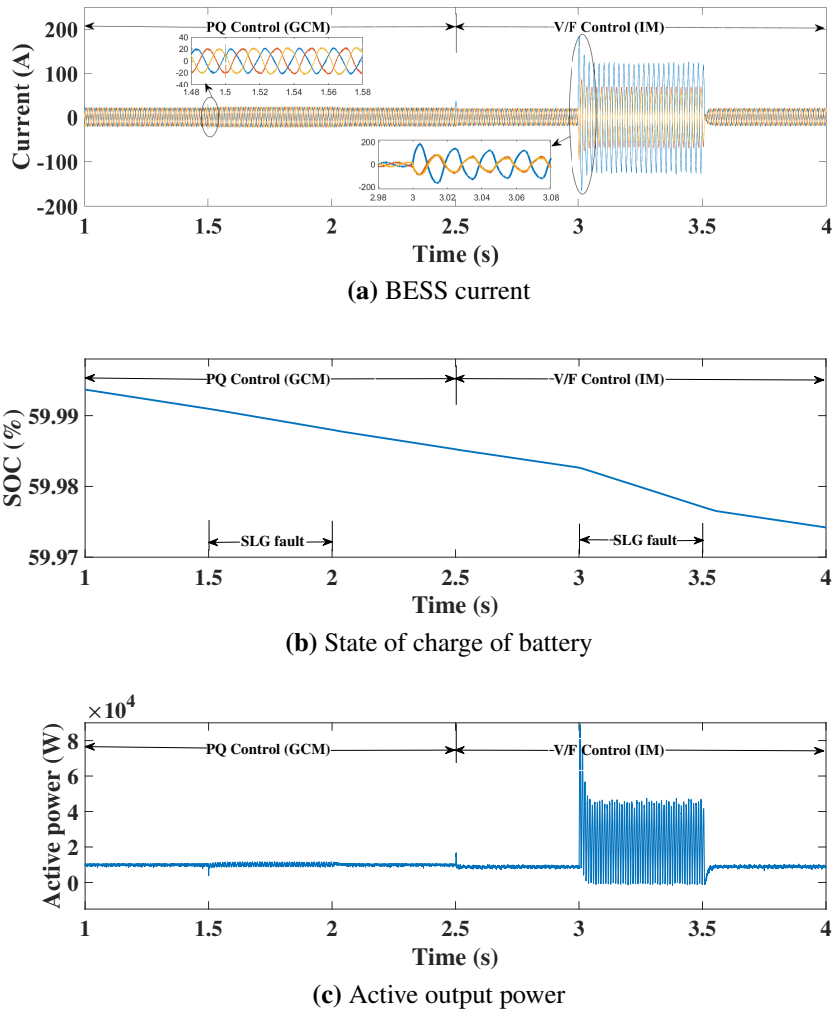 PQ Control (GCM)
V/F Control (IM)
200
100
0
-100
-200
Current (A)
40
20
0
-20
-40
1.48 1.5 1.52 1.54 1.56 1.58
200
0
-200
2.98 3 3.02 3.04 3.06 3.08
1 1.5 2 2.5 3 3.5 4
Time (s)
(a) BESS current
PQ Control (GCM)
V/F Control (IM)
59.99
59.98
59.97
SOC (%)
SLG fault
SLG fault
1 1.5 2 2.5 3 3.5 4
Time (s)
(b) State of charge of battery
×10⁴
PQ Control (GCM)
V/F Control (IM)
8
6
4
2
0
Active power (W)
1 1.5 2 2.5 3 3.5 4
Time (s)
(c) Active output power